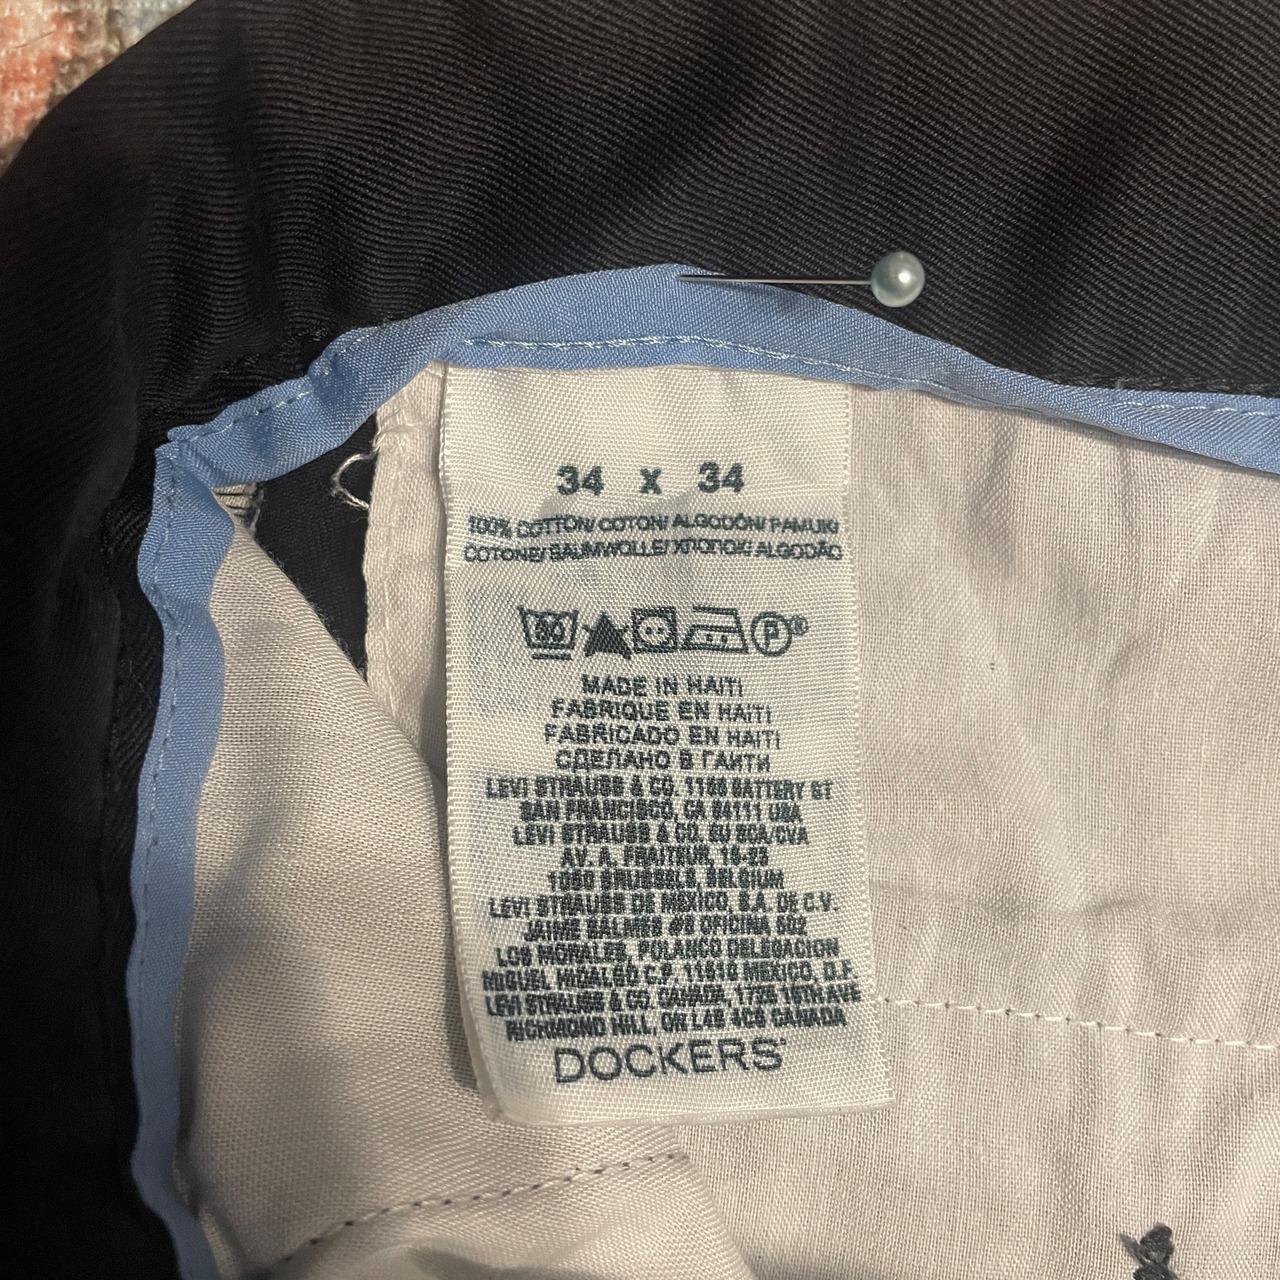 34 x 34
100% COTTON/ COTON/ ALGODÓN/ PAMUK/
COTONE/ BAUMWOLLE/ ХЛОПОК/ ALGODÃO
30
P®
MADE IN HAITI
FABRIQUE EN HAITI
FABRICADO EN HAITI
СДЕЛАНО В ГАИТИ
LEVI STRAUSS & CO. 1155 BATTERY ST
SAN FRANCISCO, CA 94111 USA
LEVI STRAUSS & CO. EU BCA/CVA
AV. A. FRAITEUR, 15-23
1050 BRUSSELS, BELGIUM
LEVI STRAUSS DE MEXICO, S.A. DE C.V.
JAIME BALMES #8 OFICINA 502
LOS MORALES, POLANCO DELEGACION
MIGUEL HIDALGO C.P. 11510 MEXICO, D.F.
LEVI STRAUSS & CO. CANADA, 1725 16TH AVE
RICHMOND HILL, ON L4B 4C6 CANADA
DOCKERS®